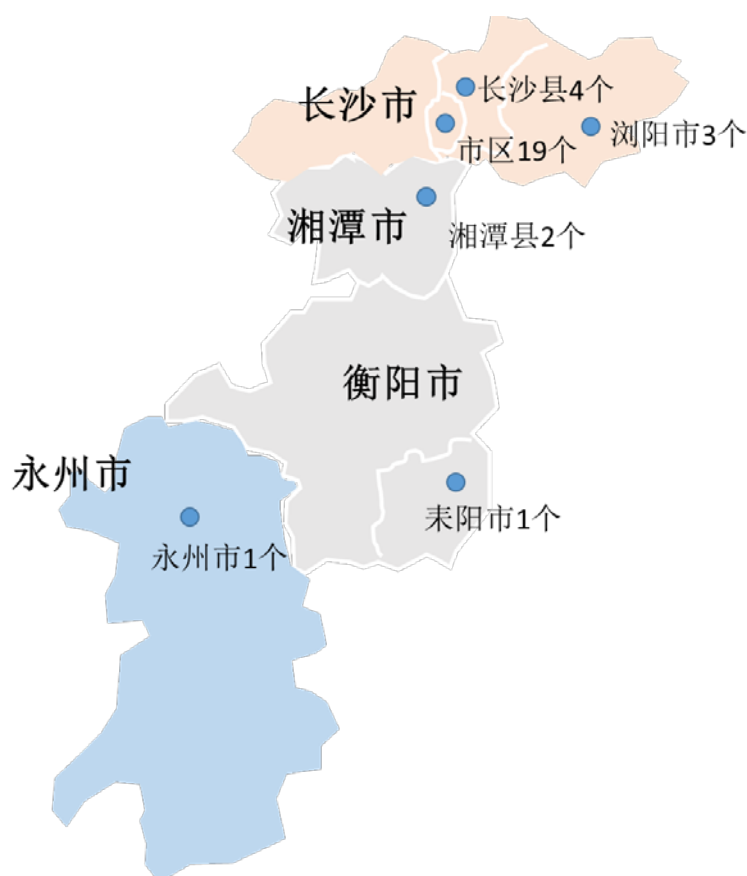 长沙市
长沙县4个
浏阳市3个
市区19个
湘潭市
湘潭县2个
衡阳市
永州市
耒阳市1个
永州市1个